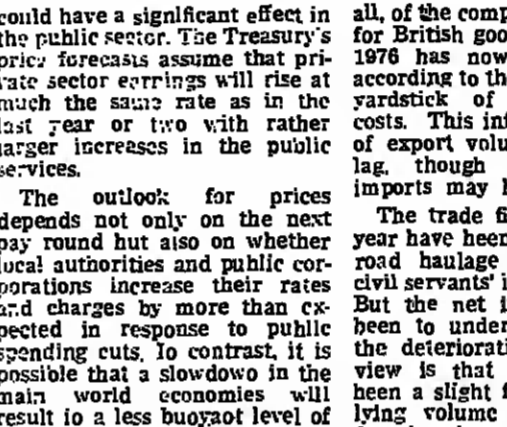 could have a significant effect in
the public sector. The Treasury's
price forecasts assume that pri-
vate sector earnings will rise at
much the same rate as in the
last year or two with rather
larger increases in the public
services.
The outlook for prices
depends not only on the next
pay round but also on whether
local authorities and public cor-
porations increase their rates
and charges by more than ex-
pected in response to public
spending cuts. In contrast, it is
possible that a slowdown in the
main world economies will
result in a less buoyant level of
all, of the comp
for British goo
1976 has now
according to th
yardstick of
costs. This inf
of export volu
lag, though
imports may h
The trade fi
year have been
road haulage
civil servants' i
But the net i
been to under
the deteriorati
view is that
been a slight f
lying volume